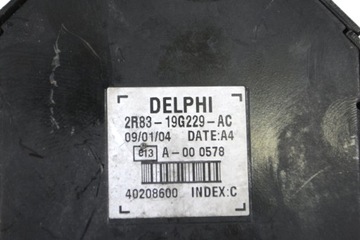 DELPHI
2R83-19G229-AC
09/01/04 DATE:A4
613 A-00 0578
40208600 INDEX:C